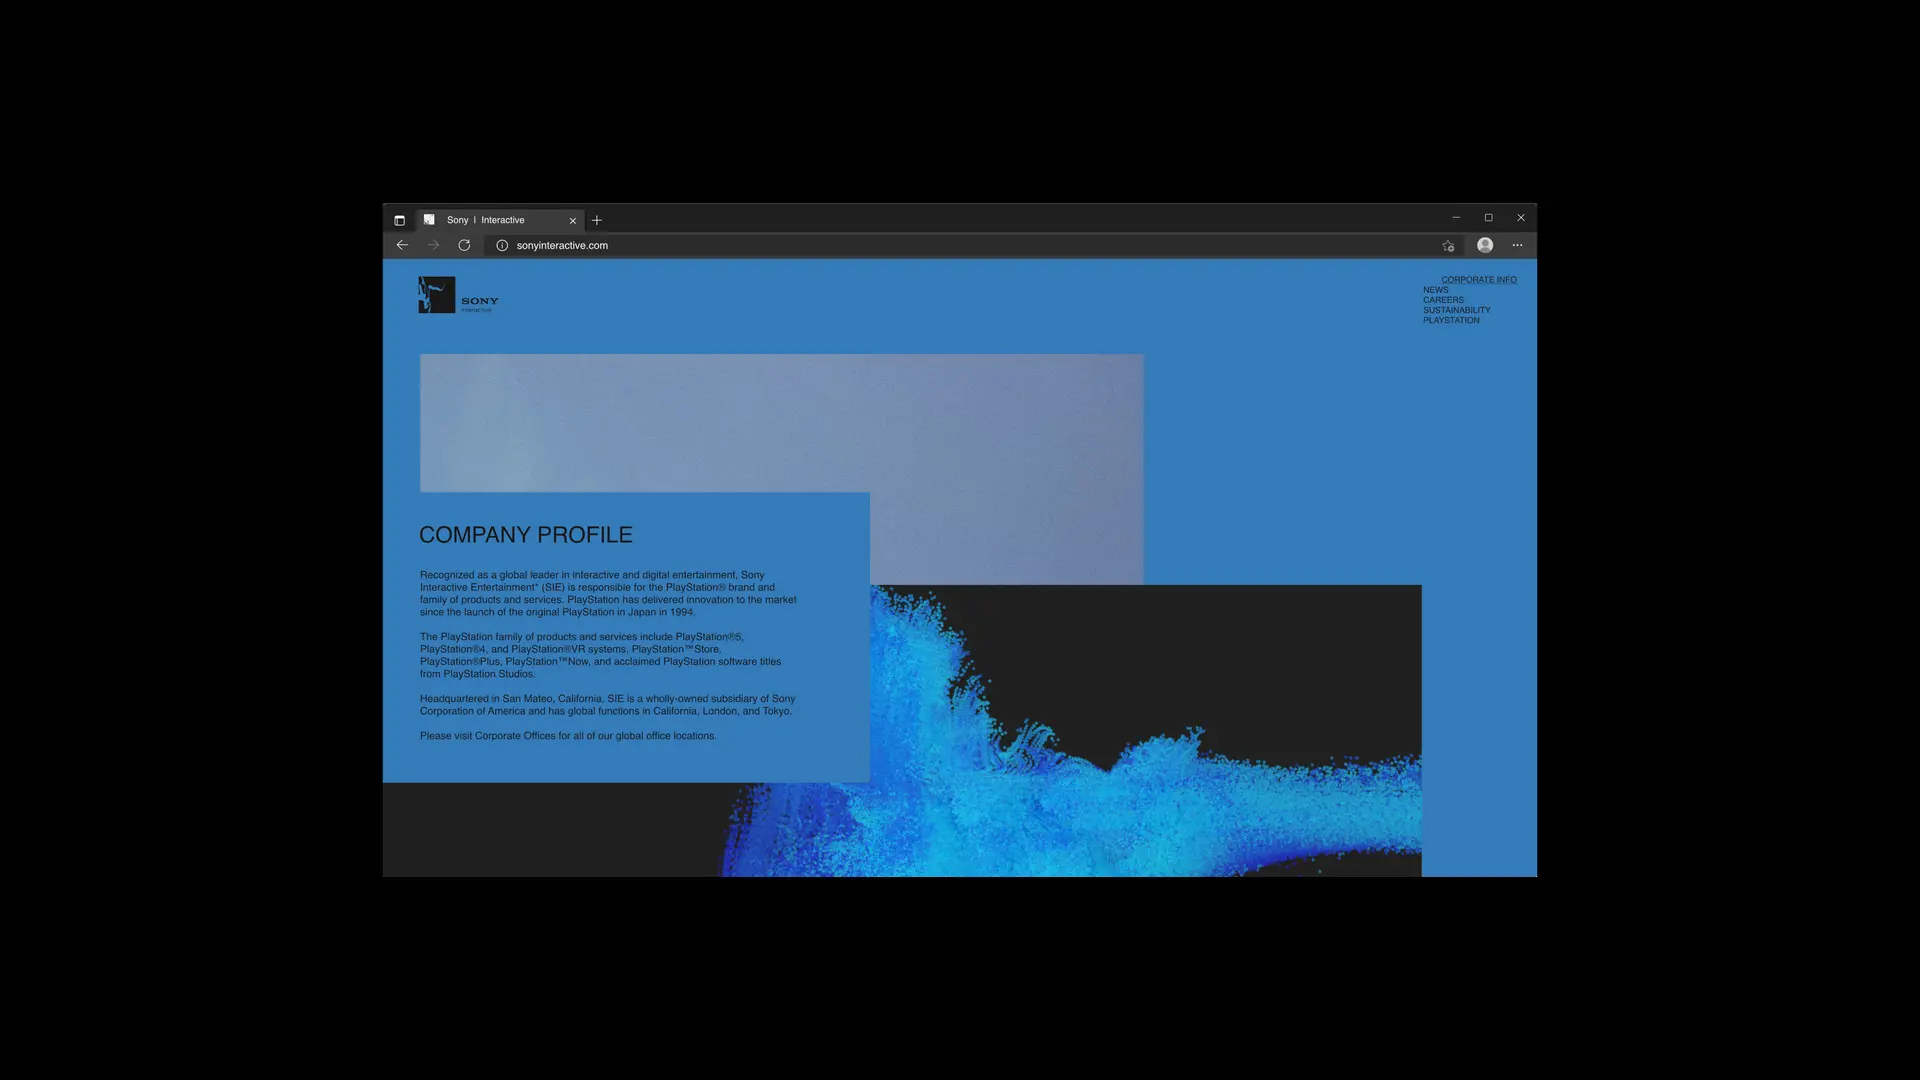 Sony | Interactive
sonyinteractive.com
SONY
Interactive
CORPORATE INFO
NEWS
CAREERS
SUSTAINABILITY
PLAYSTATION
COMPANY PROFILE
Recognized as a global leader in interactive and digital entertainment, Sony
Interactive Entertainment* (SIE) is responsible for the PlayStation® brand and
family of products and services. PlayStation has delivered innovation to the market
since the launch of the original PlayStation in Japan in 1994.
The PlayStation family of products and services include PlayStation®5,
PlayStation®4, and PlayStation®VR systems, PlayStation™Store,
PlayStation®Plus, PlayStation™Now, and acclaimed PlayStation software titles
from PlayStation Studios.
Headquartered in San Mateo, California, SIE is a wholly-owned subsidiary of Sony
Corporation of America and has global functions in California, London, and Tokyo.
Please visit Corporate Offices for all of our global office locations.